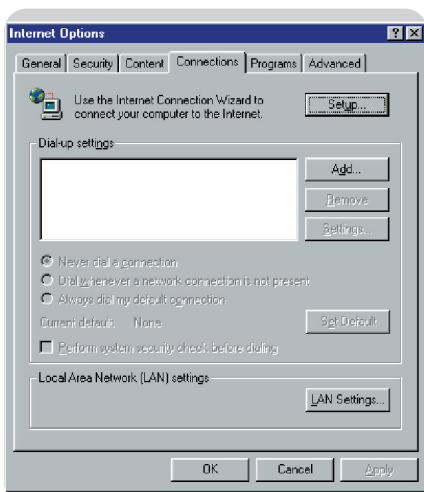 Internet Options
General Security Content Connections Programs Advanced
Use the Internet Connection Wizard to
connect your computer to the Internet.
Setup...
Dial-up settings
Add...
Remove
Settings...
Never dial a connection
Dial whenever a network connection is not present
Always dial my default connection
Current default: None
Set Default
Perform system security check before dialing
Local Area Network (LAN) settings
LAN Settings...
OK Cancel Apply